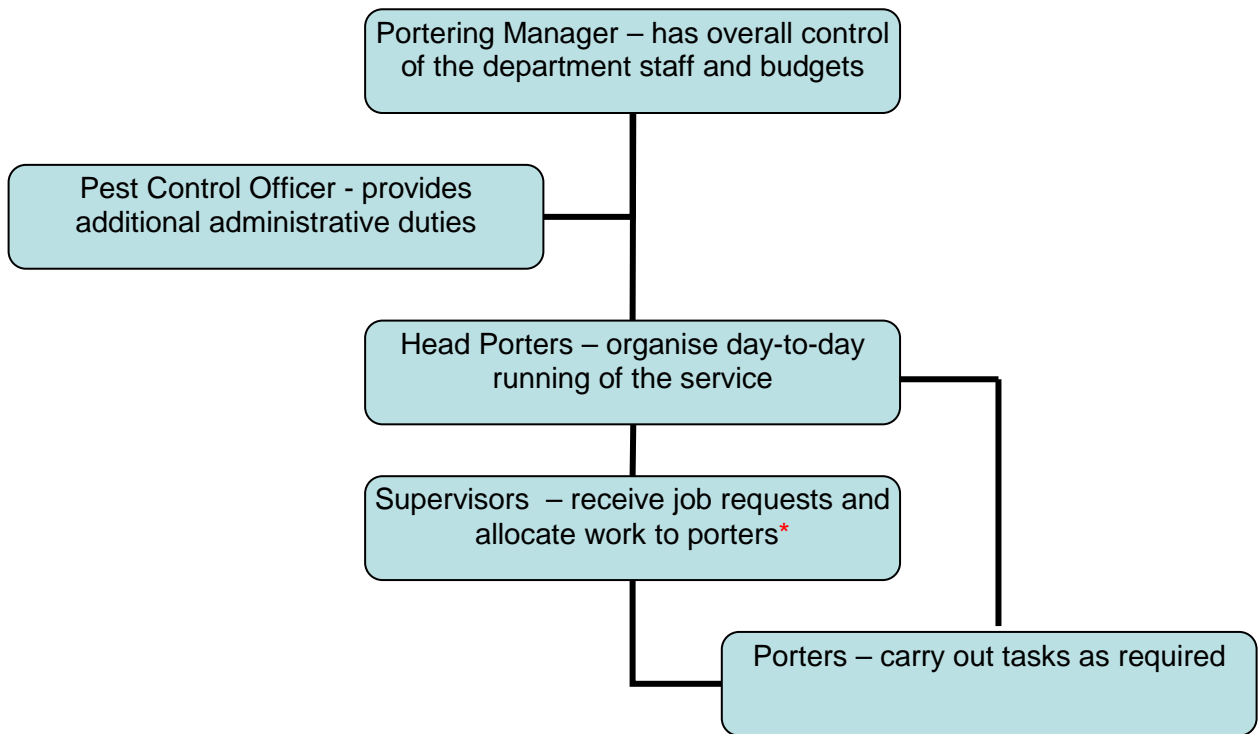 Portering Manager – has overall control
of the department staff and budgets
Pest Control Officer - provides
additional administrative duties
Head Porters – organise day-to-day
running of the service
Supervisors – receive job requests and
allocate work to porters*
Porters – carry out tasks as required